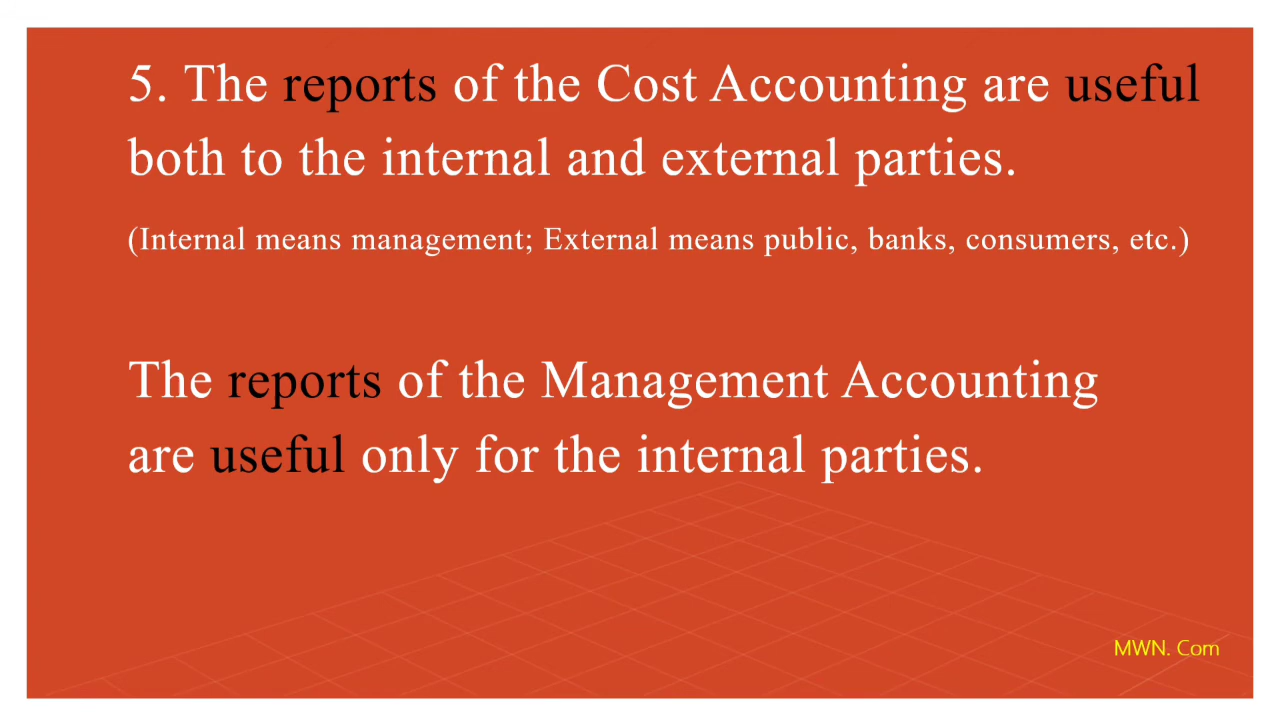 5. The reports of the Cost Accounting are useful
both to the internal and external parties.
(Internal means management; External means public, banks, consumers, etc.)
The reports of the Management Accounting
are useful only for the internal parties.
MWN. Com